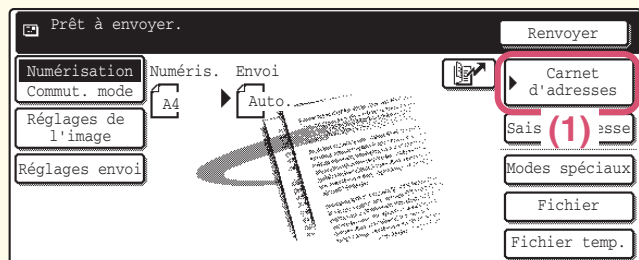 Prêt à envoyer.
Renvoyer
Numérisation
Commut. mode
Numéris.
Envoi
A4
Auto.
Carnet
d'adresses
Réglages de
l'image
(1)
Réglages envoi
Modes spéciaux
Fichier
Fichier temp.